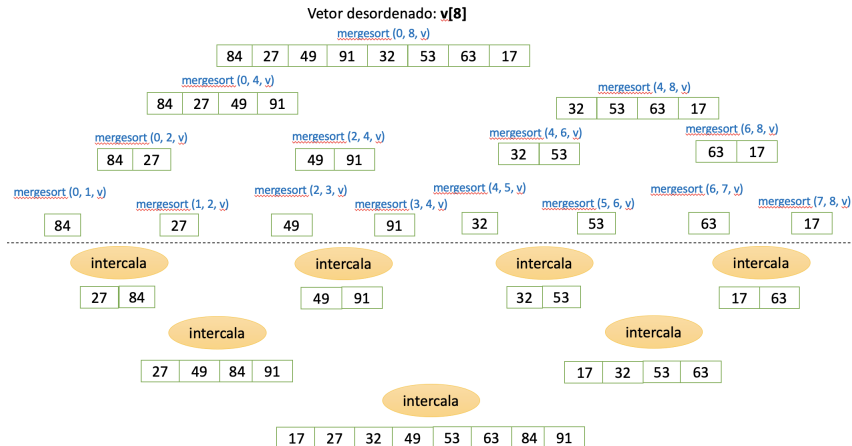 Vetor desordenado: v[8]
mergesort (0, 8, v)
84 27 49 91 32 53 63 17
mergesort (0, 4, v) mergesort (4, 8, v)
84 27 49 91 32 53 63 17
mergesort (0, 2, v) mergesort (2, 4, v) mergesort (4, 6, v) mergesort (6, 8, v)
84 27 49 91 32 53 63 17
mergesort (0, 1, v) mergesort (1, 2, v) mergesort (2, 3, v) mergesort (3, 4, v) mergesort (4, 5, v) mergesort (5, 6, v) mergesort (6, 7, v) mergesort (7, 8, v)
84 27 49 91 32 53 63 17
intercala intercala intercala intercala
27 84 49 91 32 53 17 63
intercala intercala
27 49 84 91 17 32 53 63
intercala
17 27 32 49 53 63 84 91